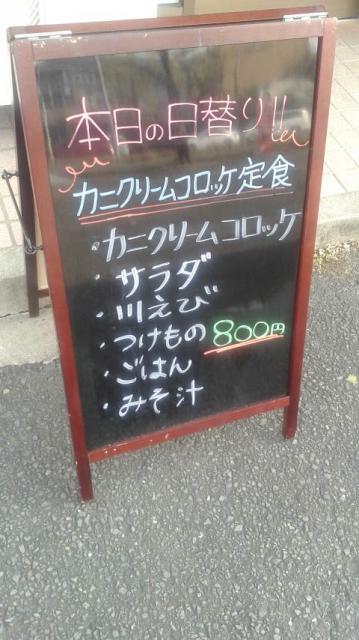 本日の日替り!!
カニクリームコロッケ定食
・カニクリームコロッケ
・サラダ
・川えび
・つけもの 800円
・ごはん
・みそ汁